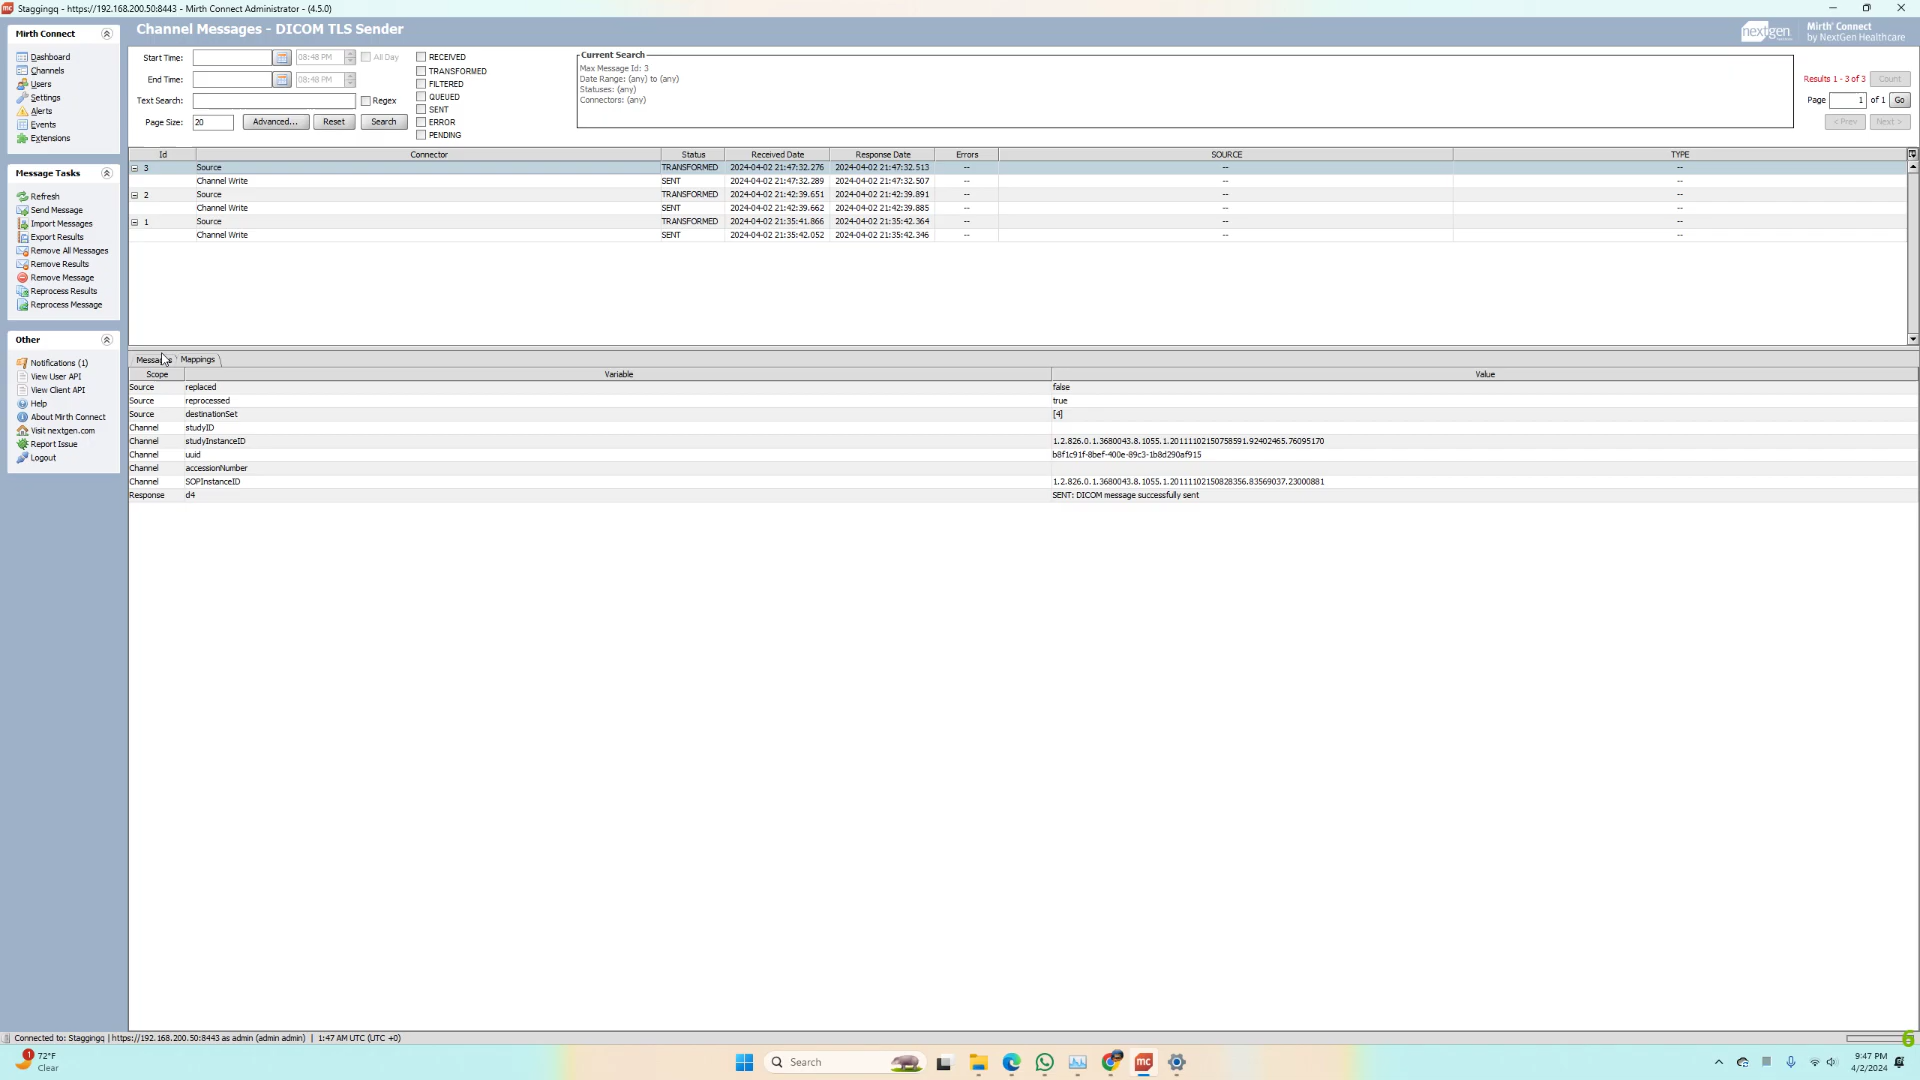 Staggingq - https://192.168.200.50:8443 - Mirth Connect Administrator - (4.5.0)
Mirth Connect
Dashboard
Channels
Users
Settings
Alerts
Events
Extensions
Message Tasks
Refresh
Send Message
Import Messages
Export Results
Remove All Messages
Remove Results
Remove Message
Reprocess Results
Reprocess Message
Other
Notifications (1)
View User API
View Client API
Help
About Mirth Connect
Visit nextgen.com
Report Issue
Logout
Channel Messages - DICOM TLS Sender
nextgen
Mirth® Connect
by NextGen Healthcare
Start Time: 08:48 PM All Day
End Time: 08:48 PM
Text Search: Regex
Page Size: 20 Advanced... Reset Search
RECEIVED
TRANSFORMED
FILTERED
QUEUED
SENT
ERROR
PENDING
Current Search
Max Message Id: 3
Date Range: (any) to (any)
Statuses: (any)
Connectors: (any)
Results 1 - 3 of 3 Count
Page 1 of 1 Go
< Prev Next >
Id Connector Status Received Date Response Date Errors SOURCE TYPE
3 Source TRANSFORMED 2024-04-02 21:47:32.276 2024-04-02 21:47:32.513 -- -- --
Channel Write SENT 2024-04-02 21:47:32.289 2024-04-02 21:47:32.507 -- -- --
2 Source TRANSFORMED 2024-04-02 21:42:39.651 2024-04-02 21:42:39.891 -- -- --
Channel Write SENT 2024-04-02 21:42:39.662 2024-04-02 21:42:39.885 -- -- --
1 Source TRANSFORMED 2024-04-02 21:35:41.866 2024-04-02 21:35:42.364 -- -- --
Channel Write SENT 2024-04-02 21:35:42.052 2024-04-02 21:35:42.346 -- -- --
Messages Mappings
Scope Variable Value
Source replaced false
Source reprocessed true
Source destinationSet [4]
Channel studyID
Channel studyInstanceID 1.2.826.0.1.3680043.8.1055.1.20111102150758591.92402465.76095170
Channel uuid b8f1c91f-8bef-400e-89c3-1b8d290af915
Channel accessionNumber
Channel SOPInstanceID 1.2.826.0.1.3680043.8.1055.1.20111102150828356.83569037.23000881
Response d4 SENT: DICOM message successfully sent
Connected to: Staggingq | https://192.168.200.50:8443 as admin (admin admin) | 1:47 AM UTC (UTC +0)
6
1
72°F
Clear
Search
mc
9:47 PM
4/2/2024